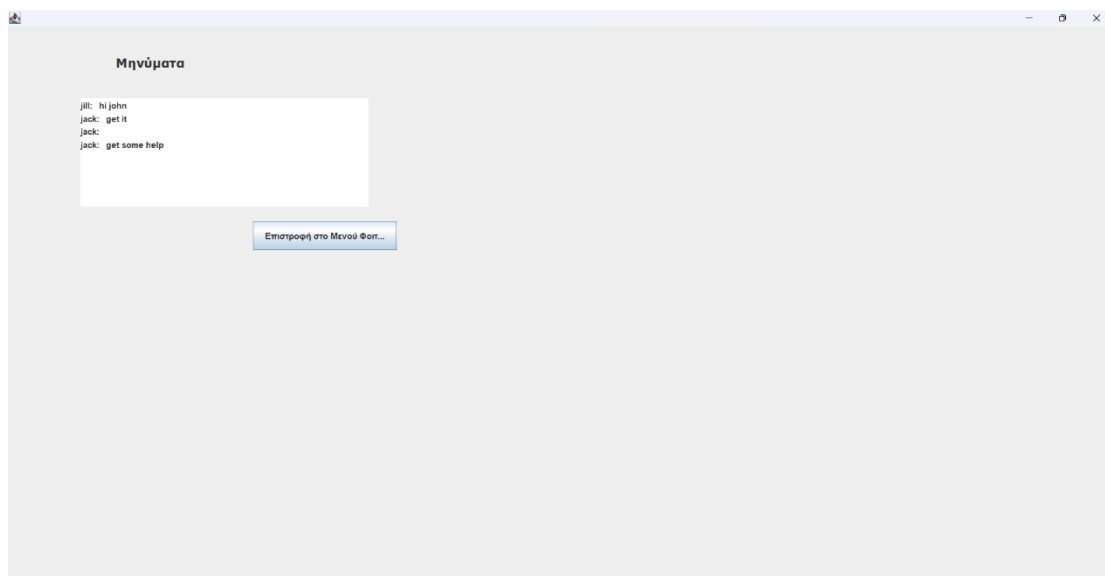 Μηνύματα
jill: hi john
jack: get it
jack:
jack: get some help
Επιστροφή στο Μενού Φοιτ...